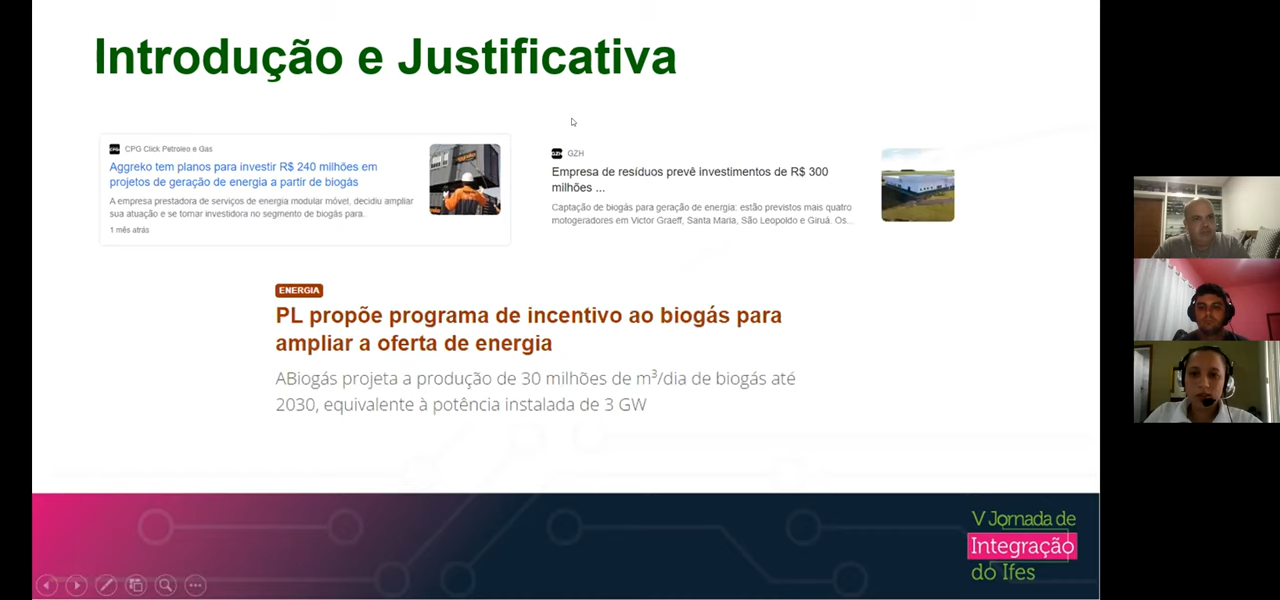 Introdução e Justificativa
CPG Click Petroleo e Gas
Aggreko tem planos para investir R$ 240 milhões em
projetos de geração de energia a partir de biogás
A empresa prestadora de serviços de energia modular móvel, decidiu ampliar
sua atuação e se tornar investidora no segmento de biogás para.
1 mês atrás
GZH
Empresa de resíduos prevê investimentos de R$ 300
milhões ...
Captação de biogás para geração de energia: estão previstos mais quatro
motogeradores em Victor Graeff, Santa Maria, São Leopoldo e Giruá. Os...
ENERGIA
PL propõe programa de incentivo ao biogás para
ampliar a oferta de energia
ABiogás projeta a produção de 30 milhões de m³/dia de biogás até
2030, equivalente à potência instalada de 3 GW
V Jornada de
Integração
do Ifes